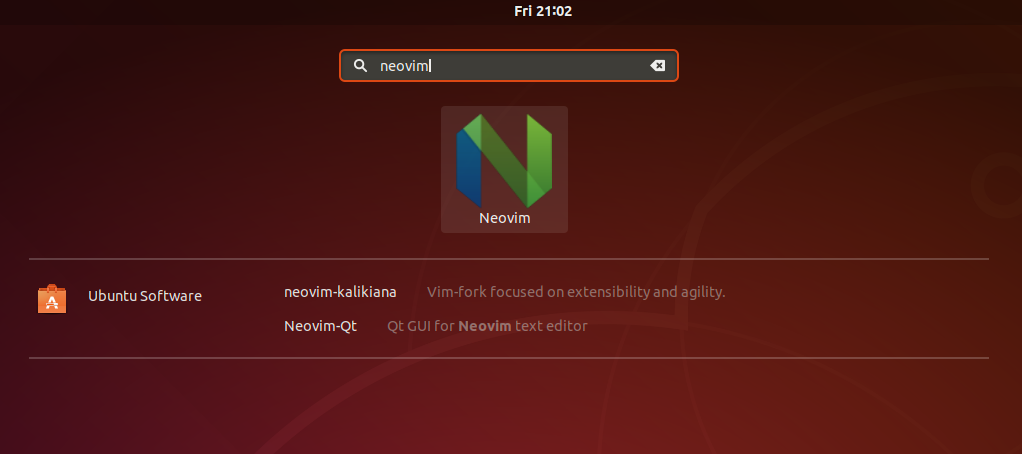 Fri 21:02
neovim
Neovim
Ubuntu Software
neovim-kalikiana Vim-fork focused on extensibility and agility.
Neovim-Qt Qt GUI for Neovim text editor